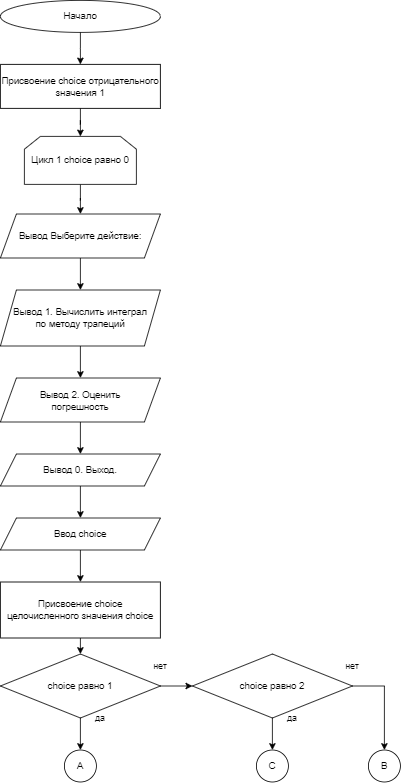 Начало
Присвоение choice отрицательного
значения 1
Цикл 1 choice равно 0
Вывод Выберите действие:
Вывод 1. Вычислить интеграл
по методу трапеций
Вывод 2. Оценить
погрешность
Вывод 0. Выход.
Ввод choice
Присвоение choice
целочисленного значения choice
choice равно 1
нет
choice равно 2
нет
да
да
A
C
B